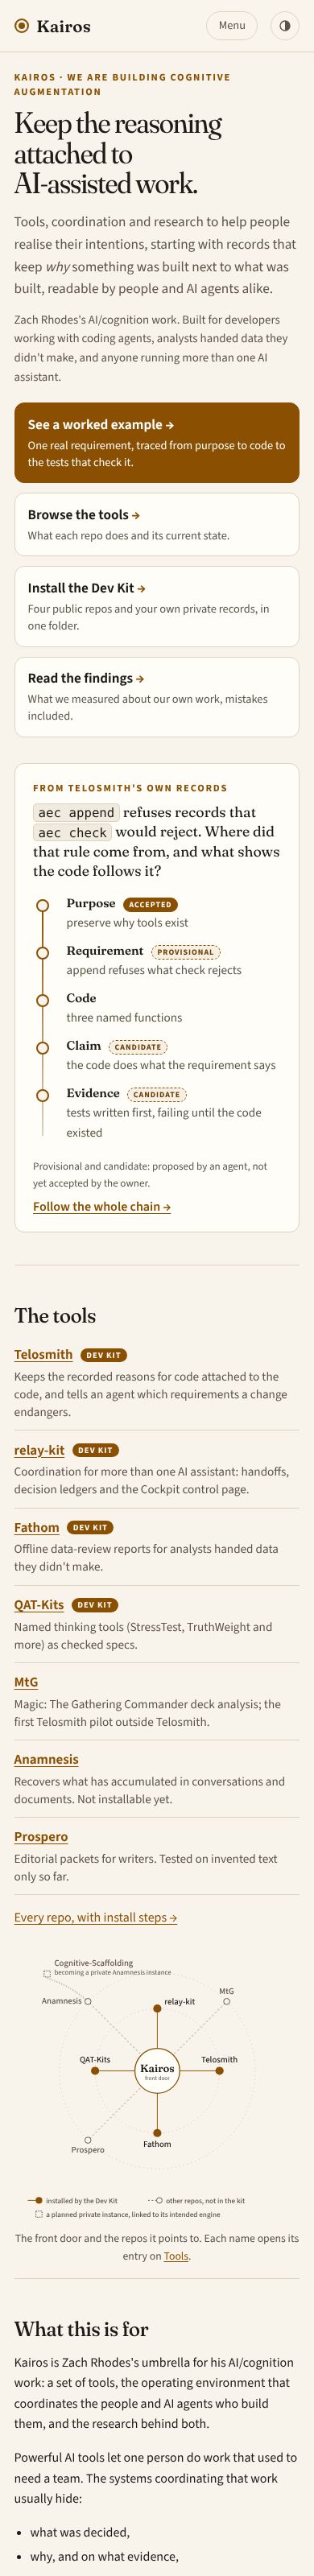 Kairos
Menu
KAIROS · WE ARE BUILDING COGNITIVE
AUGMENTATION
Keep the reasoning
attached to
AI-assisted work.
Tools, coordination and research to help people
realise their intentions, starting with records that
keep why something was built next to what was
built, readable by people and AI agents alike.
Zach Rhodes's AI/cognition work. Built for developers
working with coding agents, analysts handed data they
didn't make, and anyone running more than one AI
assistant.
See a worked example →
One real requirement, traced from purpose to code to
the tests that check it.
Browse the tools →
What each repo does and its current state.
Install the Dev Kit →
Four public repos and your own private records, in
one folder.
Read the findings →
What we measured about our own work, mistakes
included.
FROM TELOSMITH'S OWN RECORDS
aec append refuses records that
aec check would reject. Where did
that rule come from, and what shows
the code follows it?
Purpose ACCEPTED
preserve why tools exist
Requirement PROVISIONAL
append refuses what check rejects
Code
three named functions
Claim CANDIDATE
the code does what the requirement says
Evidence CANDIDATE
tests written first, failing until the code
existed
Provisional and candidate: proposed by an agent, not
yet accepted by the owner.
Follow the whole chain →
The tools
Telosmith DEV KIT
Keeps the recorded reasons for code attached to the
code, and tells an agent which requirements a change
endangers.
relay-kit DEV KIT
Coordination for more than one AI assistant: handoffs,
decision ledgers and the Cockpit control page.
Fathom DEV KIT
Offline data-review reports for analysts handed data
they didn't make.
QAT-Kits DEV KIT
Named thinking tools (StressTest, TruthWeight and
more) as checked specs.
MtG
Magic: The Gathering Commander deck analysis; the
first Telosmith pilot outside Telosmith.
Anamnesis
Recovers what has accumulated in conversations and
documents. Not installable yet.
Prospero
Editorial packets for writers. Tested on invented text
only so far.
Every repo, with install steps →
Cognitive-Scaffolding
becoming a private Anamnesis instance
MtG
Anamnesis
relay-kit
QAT-Kits
Kairos
front door
Telosmith
Fathom
Prospero
installed by the Dev Kit
other repos, not in the kit
a planned private instance, linked to its intended engine
The front door and the repos it points to. Each name opens its
entry on Tools.
What this is for
Kairos is Zach Rhodes's umbrella for his AI/cognition
work: a set of tools, the operating environment that
coordinates the people and AI agents who build
them, and the research behind both.
Powerful AI tools let one person do work that used to
need a team. The systems coordinating that work
usually hide:
• what was decided,
• why, and on what evidence,